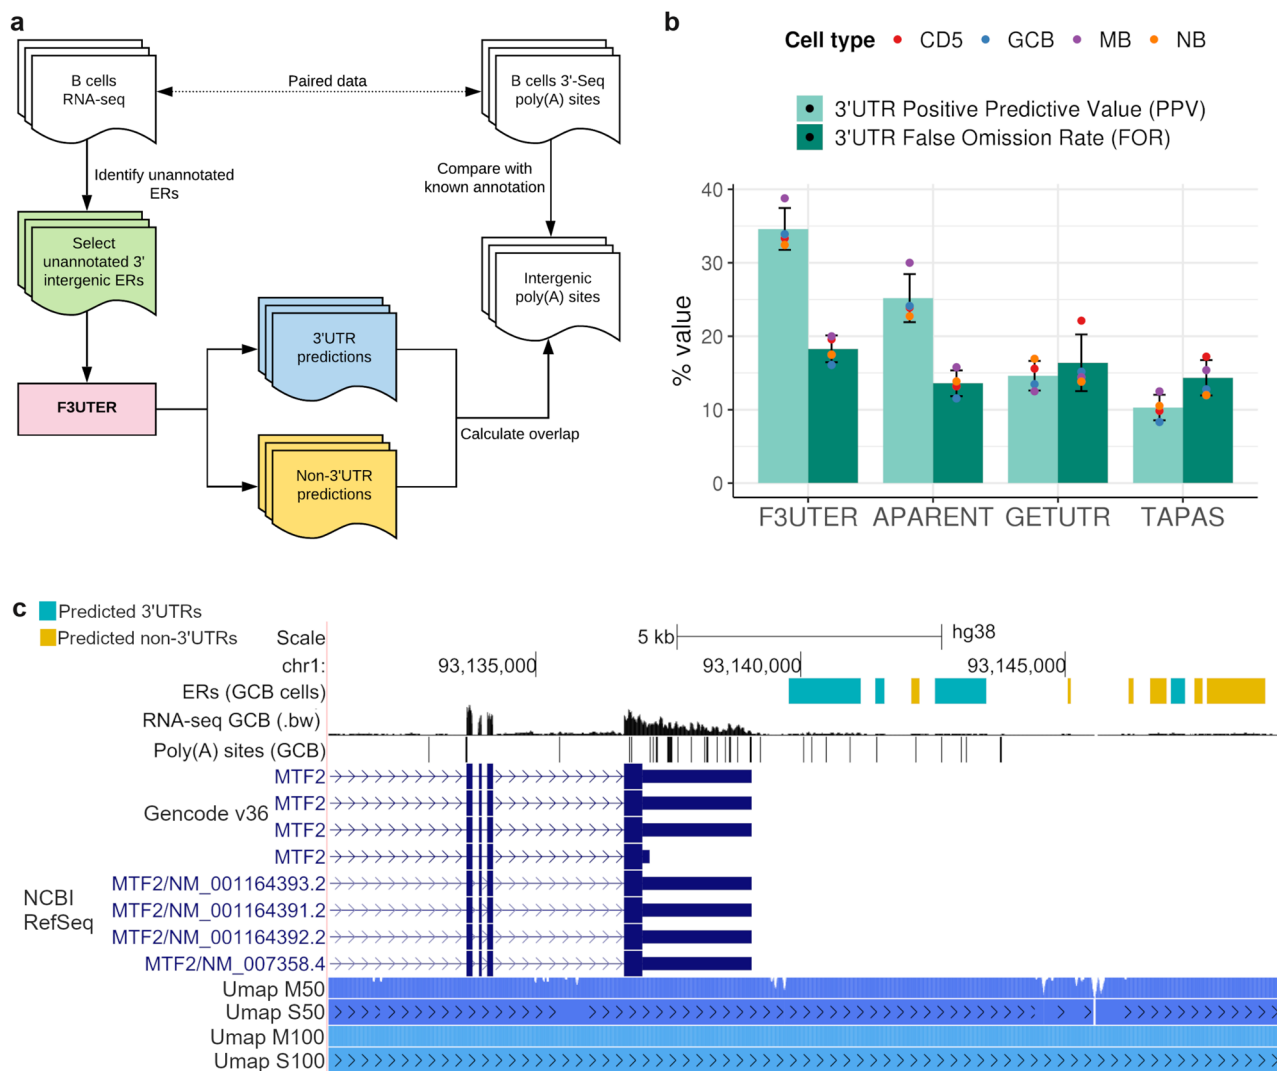 a
B cells
RNA-seq
Paired data
B cells 3'-Seq
poly(A) sites
Identify unannotated
ERs
Compare with
known annotation
Select
unannotated 3'
intergenic ERs
Intergenic
poly(A) sites
3'UTR
predictions
F3UTER
Calculate overlap
Non-3'UTR
predictions
b
Cell type CD5 GCB MB NB
3'UTR Positive Predictive Value (PPV)
3'UTR False Omission Rate (FOR)
% value
40
30
20
10
0
F3UTER APARENT GETUTR TAPAS
c
Predicted 3'UTRs
Predicted non-3'UTRs
Scale 5 kb hg38
chr1: 93,135,000 93,140,000 93,145,000
ERs (GCB cells)
RNA-seq GCB (.bw)
Poly(A) sites (GCB)
Gencode v36
MTF2
MTF2
MTF2
MTF2
NCBI
RefSeq
MTF2/NM_001164393.2
MTF2/NM_001164391.2
MTF2/NM_001164392.2
MTF2/NM_007358.4
Umap M50
Umap S50
Umap M100
Umap S100